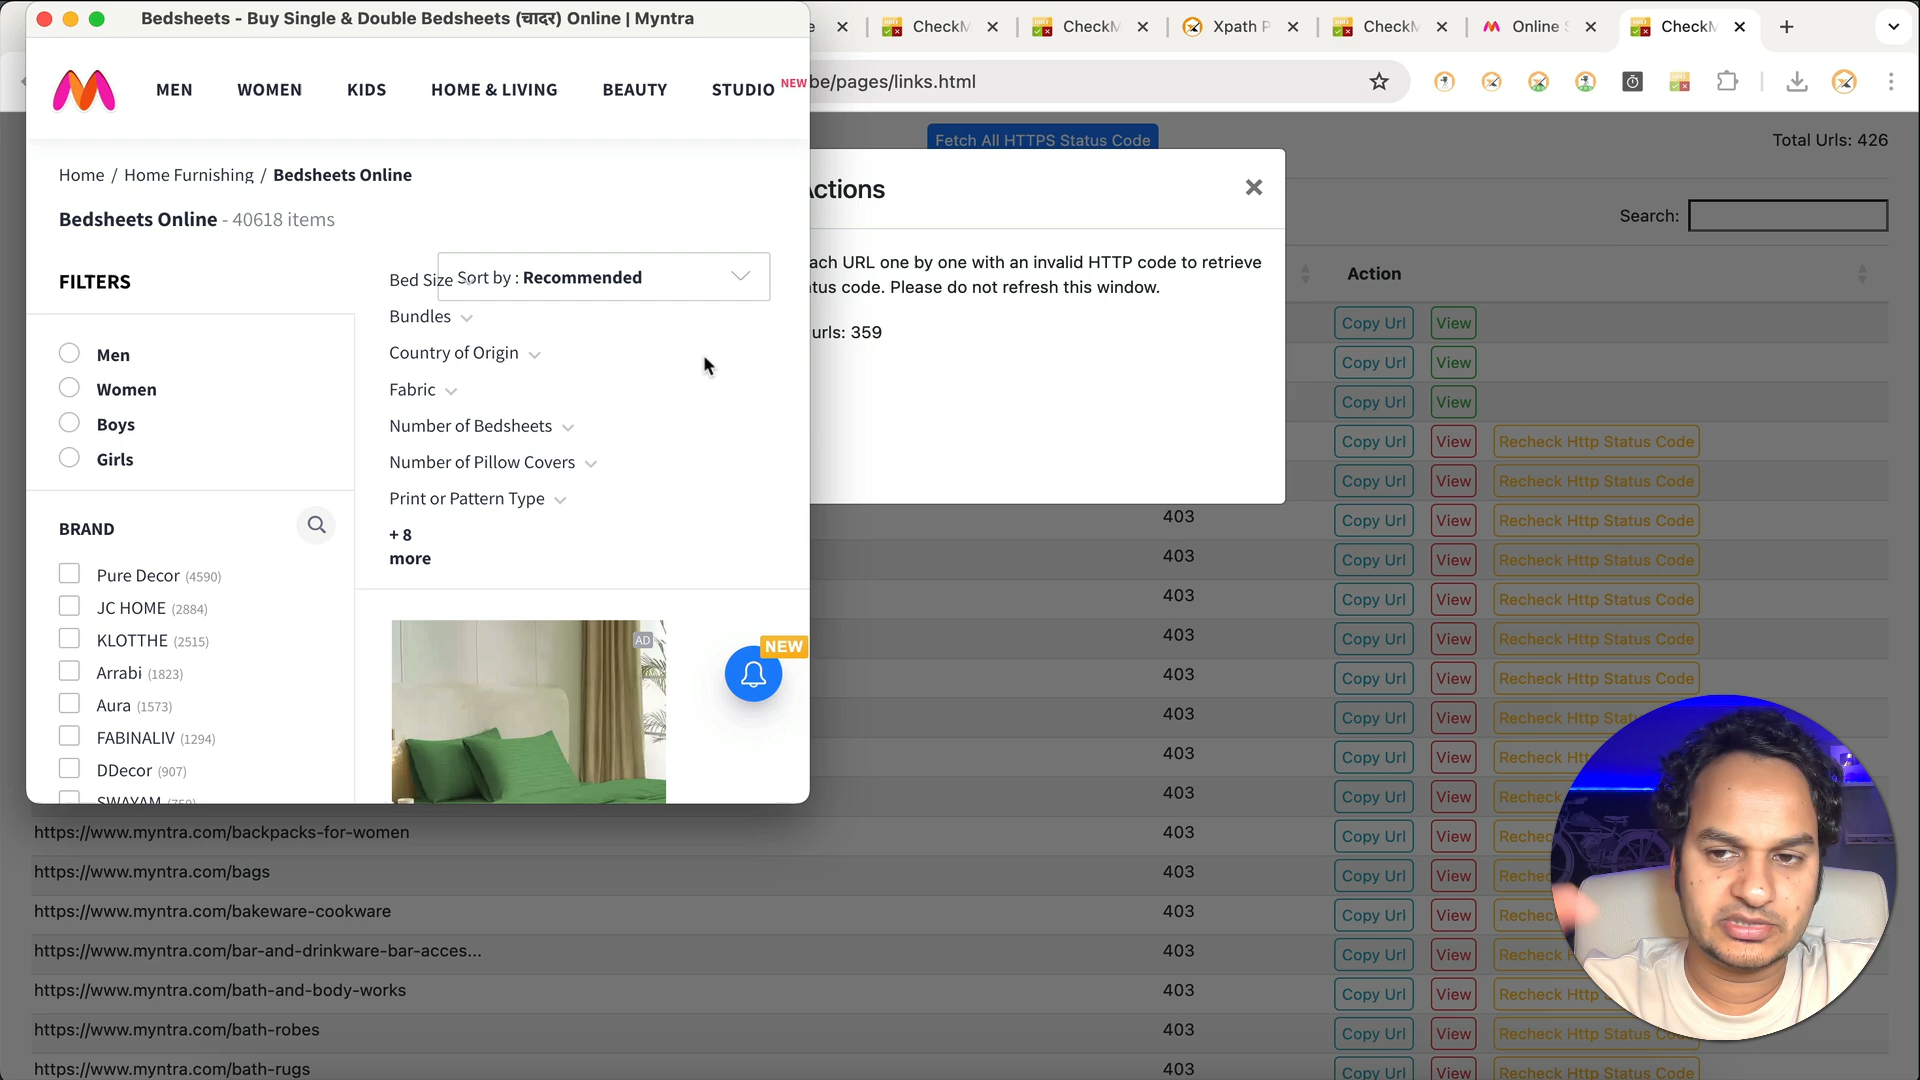 Bedsheets - Buy Single & Double Bedsheets (चादर) Online | Myntra
CheckM
CheckM
Xpath P
CheckM
Online S
CheckM
be/pages/links.html
MEN
WOMEN
KIDS
HOME & LIVING
BEAUTY
STUDIO
NEW
Fetch All HTTPS Status Code
Total Urls: 426
Home / Home Furnishing / Bedsheets Online
Actions
Search:
Bedsheets Online - 40618 items
ach URL one by one with an invalid HTTP code to retrieve
tus code. Please do not refresh this window.
urls: 359
Action
FILTERS
Bed Size
Sort by : Recommended
Bundles
Country of Origin
Fabric
Number of Bedsheets
Number of Pillow Covers
Print or Pattern Type
+ 8
more
Men
Women
Boys
Girls
BRAND
Pure Decor (4590)
JC HOME (2884)
KLOTTHE (2515)
Arrabi (1823)
Aura (1573)
FABINALIV (1294)
DDecor (907)
SWAYAM (759)
AD
NEW
Copy Url View
Copy Url View
Copy Url View
Copy Url View Recheck Http Status Code
Copy Url View Recheck Http Status Code
403 Copy Url View Recheck Http Status Code
403 Copy Url View Recheck Http Status Code
403 Copy Url View Recheck Http Status Code
403 Copy Url View Recheck Http Status Code
403 Copy Url View Recheck Http Status Code
403 Copy Url View Recheck Http Status Code
403 Copy Url View Recheck
403 Copy Url View Recheck
https://www.myntra.com/backpacks-for-women 403 Copy Url View Reche
https://www.myntra.com/bags 403 Copy Url View Reche
https://www.myntra.com/bakeware-cookware 403 Copy Url View Reche
https://www.myntra.com/bar-and-drinkware-bar-acces... 403 Copy Url View Recheck
https://www.myntra.com/bath-and-body-works 403 Copy Url View Recheck Http
https://www.myntra.com/bath-robes 403 Copy Url View Recheck Http Status Code
https://www.myntra.com/bath-rugs 403 Copy Url View Recheck Http Status Code